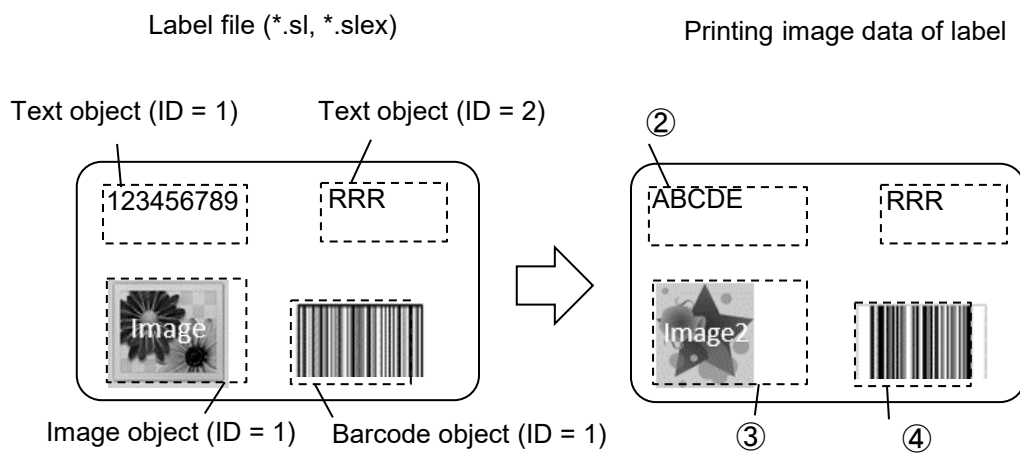 Label file (*.sl, *.slex)
Printing image data of label
Text object (ID = 1)
Text object (ID = 2)
②
123456789
RRR
ABCDE
RRR
Image
Image2
Image object (ID = 1)
Barcode object (ID = 1)
③
④